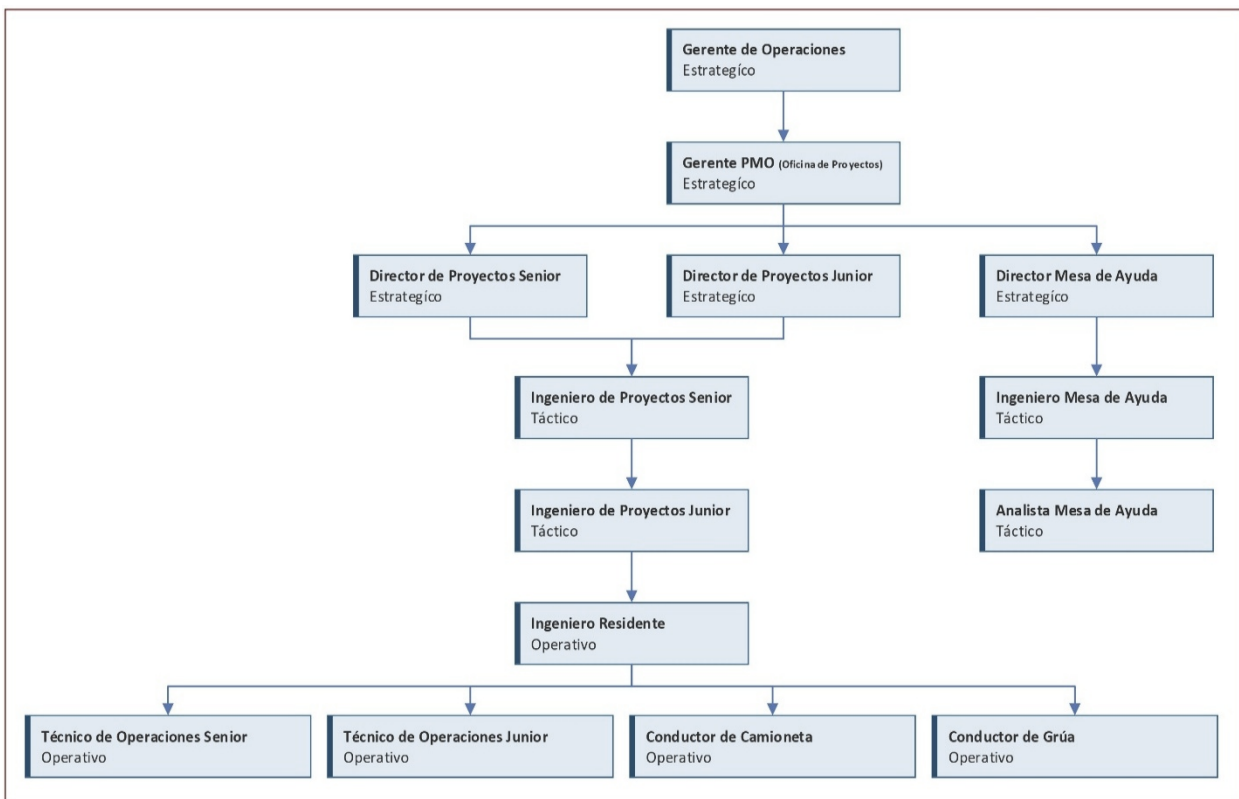 Gerente de Operaciones
Estrategíco
Gerente PMO (Oficina de Proyectos)
Estrategíco
Director de Proyectos Senior
Estrategíco
Director de Proyectos Junior
Estrategíco
Director Mesa de Ayuda
Estrategíco
Ingeniero de Proyectos Senior
Táctico
Ingeniero Mesa de Ayuda
Táctico
Ingeniero de Proyectos Junior
Táctico
Analista Mesa de Ayuda
Táctico
Ingeniero Residente
Operativo
Técnico de Operaciones Senior
Operativo
Técnico de Operaciones Junior
Operativo
Conductor de Camioneta
Operativo
Conductor de Grúa
Operativo